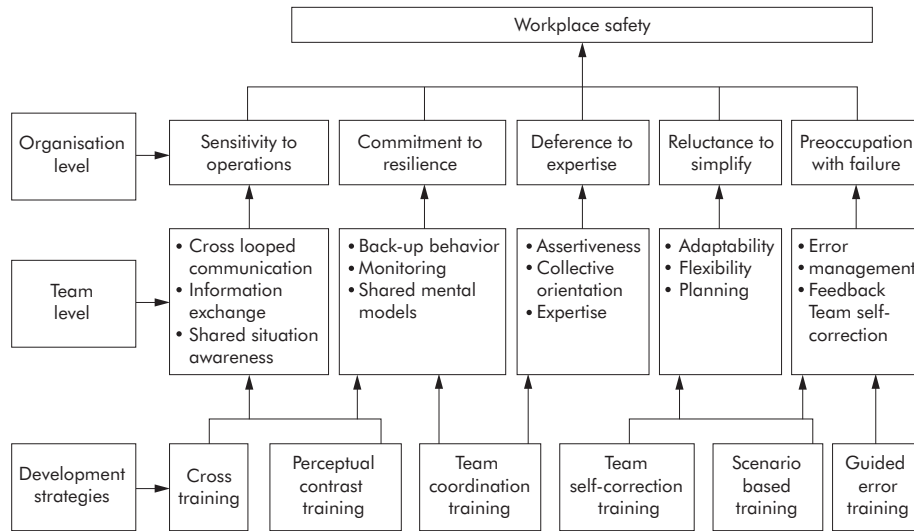 Workplace safety
Organisation
level
Sensitivity to
operations
Commitment to
resilience
Deference to
expertise
Reluctance to
simplify
Preoccupation
with failure
Team
level
• Cross looped
communication
• Information
exchange
• Shared situation
awareness
• Back-up behavior
• Monitoring
• Shared mental
models
• Assertiveness
• Collective
orientation
• Expertise
• Adaptability
• Flexibility
• Planning
• Error
• management
• Feedback
Team self-
correction
Development
strategies
Cross
training
Perceptual
contrast
training
Team
coordination
training
Team
self-correction
training
Scenario
based
training
Guided
error
training